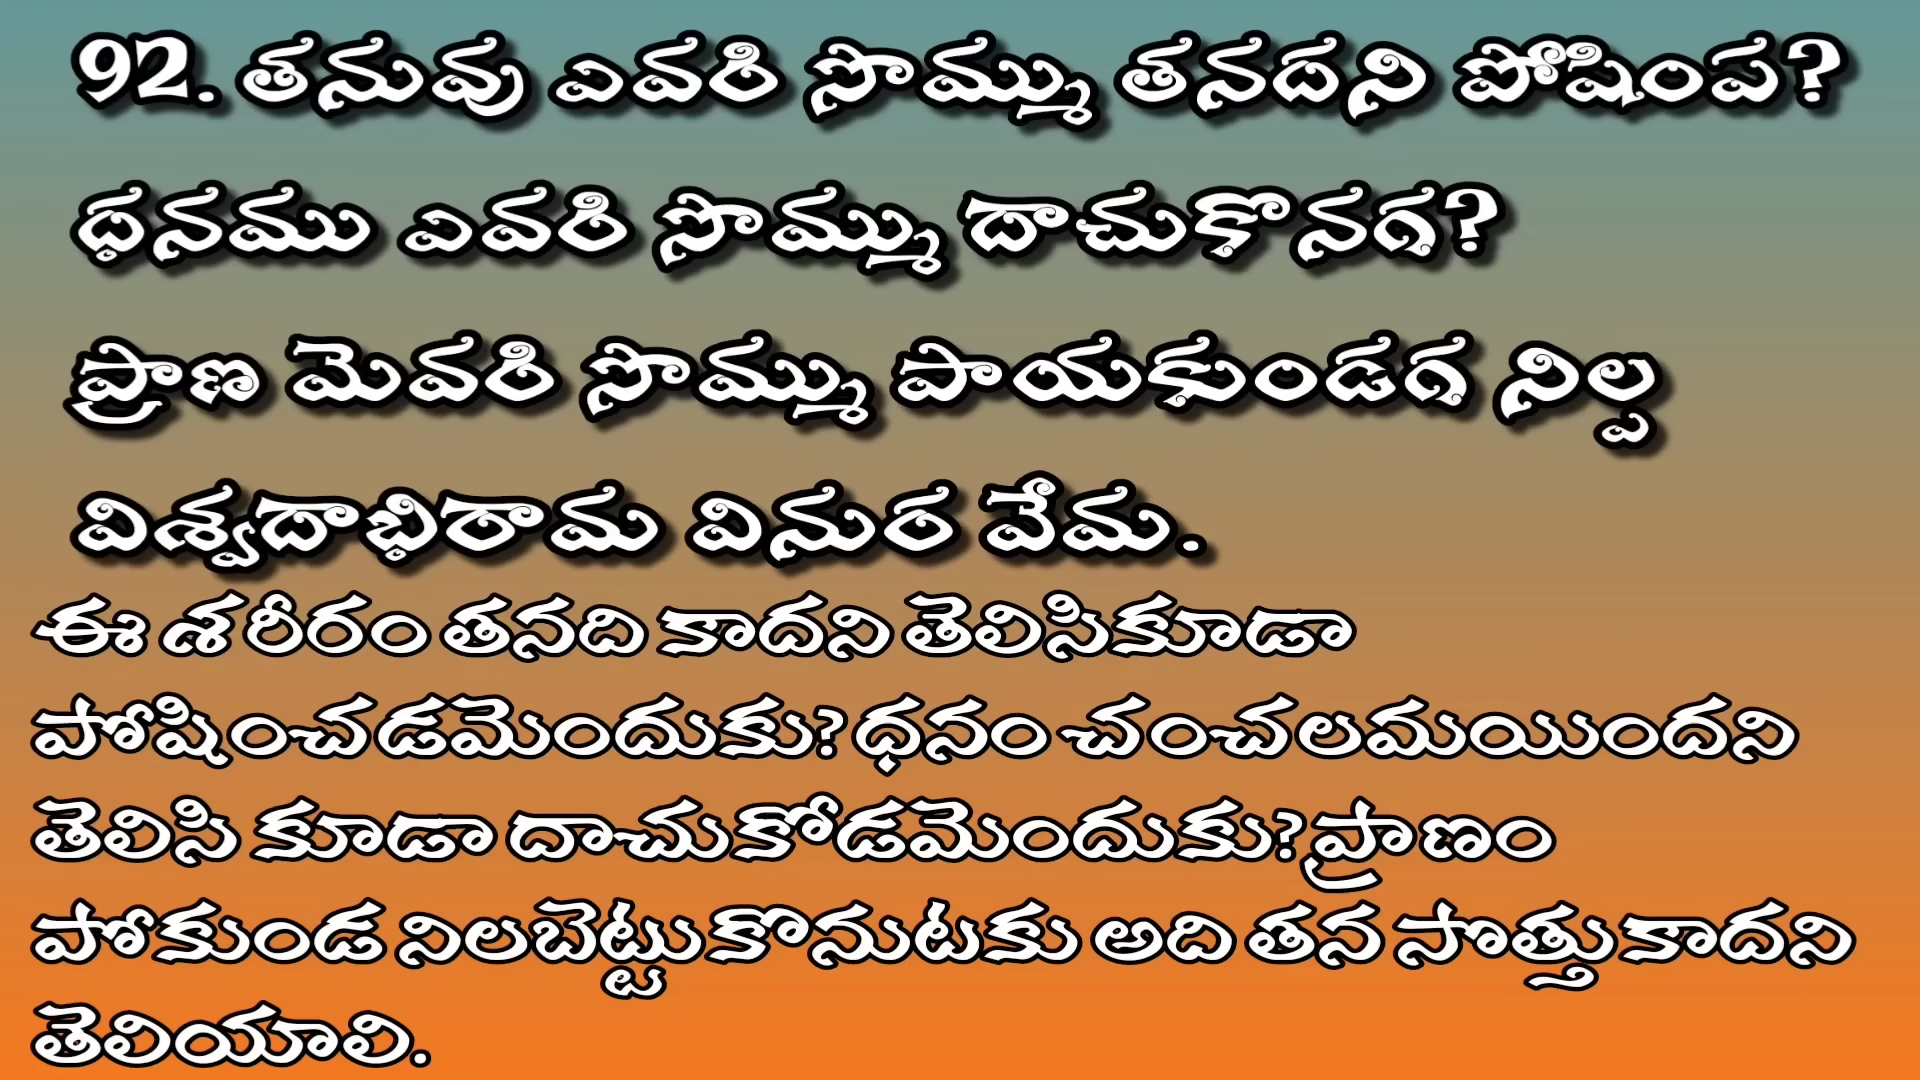 92. తనువు ఎవరి సొమ్ము తనదని పోషింప?
ధనము ఎవరి సొమ్ము దాచుకొనగ?
ప్రాణ మెవరి సొమ్ము పాయకుండగ నిల్ప
విశ్వదాభిరామ వినుర వేమ.
ఈ శరీరం తనది కాదని తెలిసికూడా
పోషించడమెందుకు? ధనం చంచలమయిందని
తెలిసి కూడా దాచుకోడమెందుకు? ప్రాణం
పోకుండ నిలబెట్టుకొనుటకు అది తన సొత్తుకాదని
తెలియాలి.